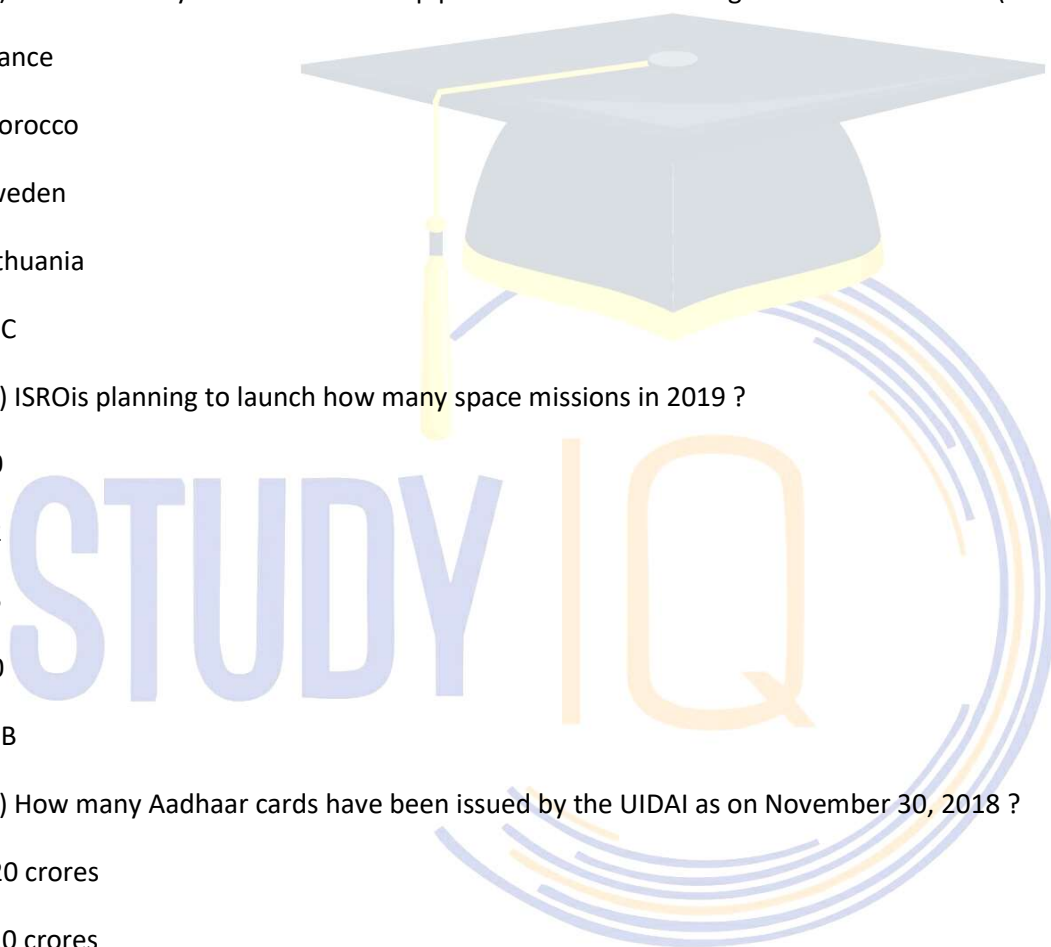 ance
orocco
veden
thuania
C
) ISROis planning to launch how many space missions in 2019 ?
0
B
) How many Aadhaar cards have been issued by the UIDAI as on November 30, 2018 ?
20 crores
0 crores
STUDY IQ